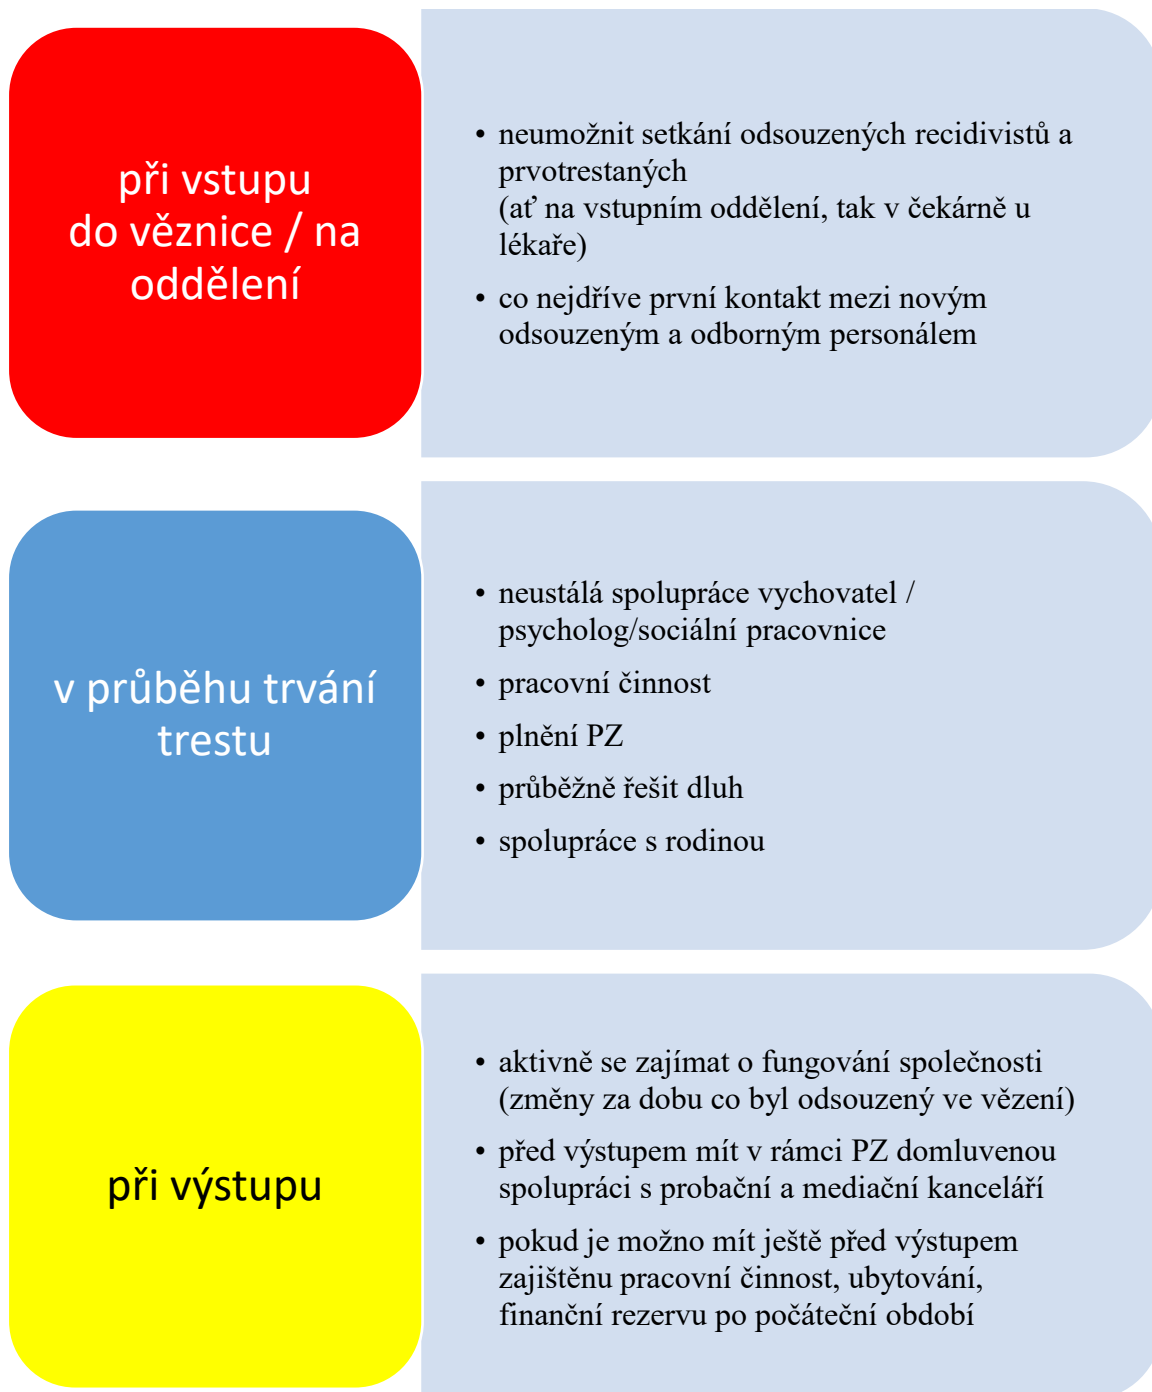 při vstupu
do věznice / na
oddělení
• neumožnit setkání odsouzených recidivistů a
prvotrestaných
(ať na vstupním oddělení, tak v čekárně u
lékaře)
• co nejdříve první kontakt mezi novým
odsouzeným a odborným personálem
v průběhu trvání
trestu
• neustálá spolupráce vychovatel /
psycholog/sociální pracovnice
• pracovní činnost
• plnění PZ
• průběžně řešit dluh
• spolupráce s rodinou
při výstupu
• aktivně se zajímat o fungování společnosti
(změny za dobu co byl odsouzený ve vězení)
• před výstupem mít v rámci PZ domluvenou
spolupráci s probační a mediační kanceláří
• pokud je možno mít ještě před výstupem
zajištěnu pracovní činnost, ubytování,
finanční rezervu po počáteční období